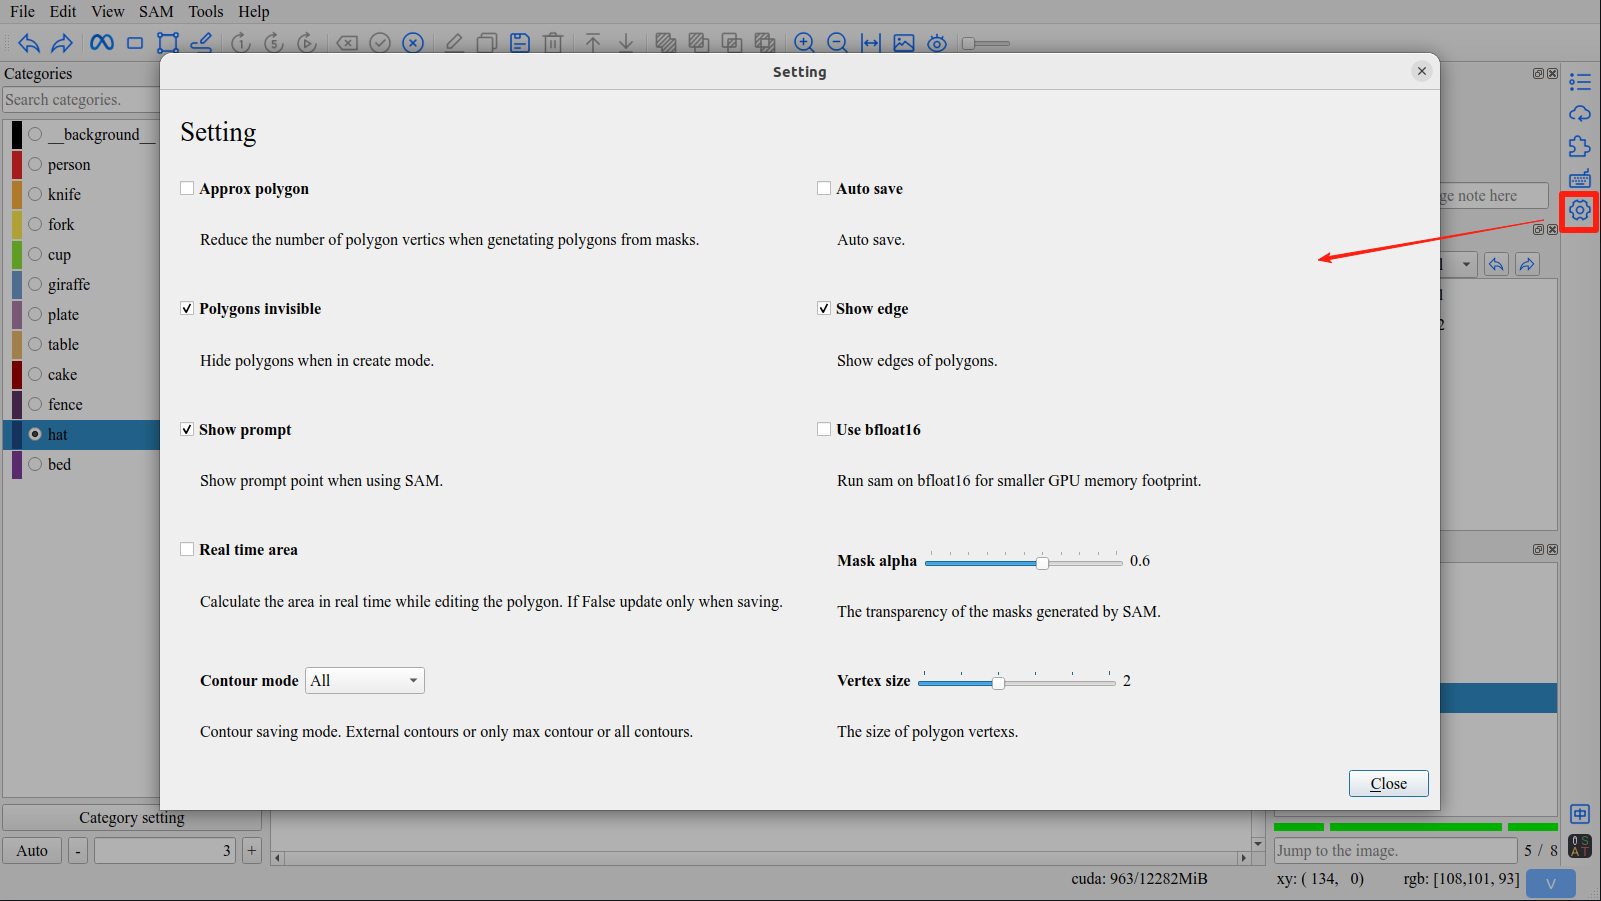 File Edit View SAM Tools Help
1 5
Categories
Search categories.
__background__
person
knife
fork
cup
giraffe
plate
table
cake
fence
hat
bed
Category setting
Auto - 3 +
Setting
Setting
Approx polygon
Reduce the number of polygon vertics when genetating polygons from masks.
Auto save
Auto save.
Polygons invisible
Hide polygons when in create mode.
Show edge
Show edges of polygons.
Show prompt
Show prompt point when using SAM.
Use bfloat16
Run sam on bfloat16 for smaller GPU memory footprint.
Real time area
Calculate the area in real time while editing the polygon. If False update only when saving.
Mask alpha 0.6
The transparency of the masks generated by SAM.
Contour mode All
Contour saving mode. External contours or only max contour or all contours.
Vertex size 2
The size of polygon vertexs.
Close
ge note here
2
中
Jump to the image. 5 / 8
I S
A T
cuda: 963/12282MiB xy: ( 134, 0) rgb: [108,101, 93] V